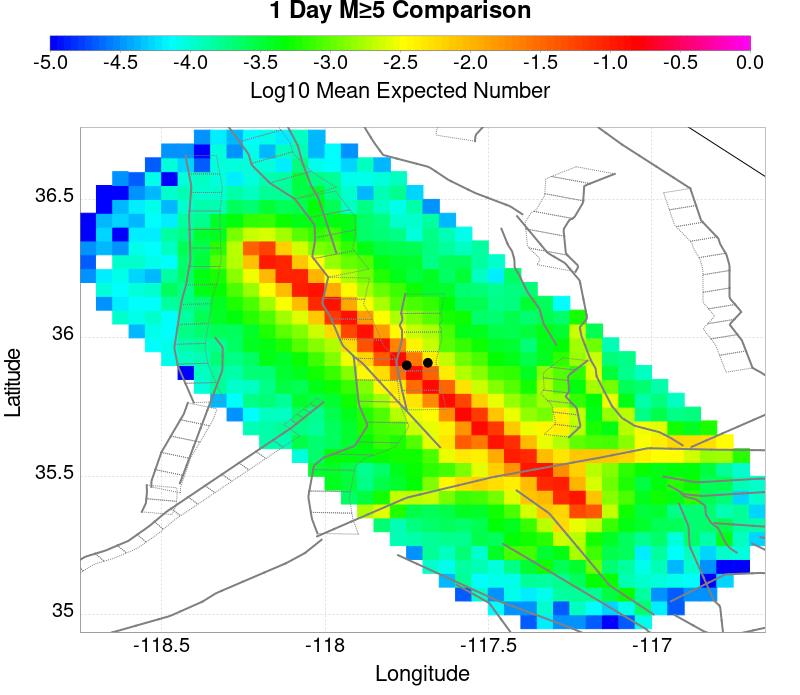 1 Day M≥5 Comparison
-5.0 -4.5 -4.0 -3.5 -3.0 -2.5 -2.0 -1.5 -1.0 -0.5 0.0
Log10 Mean Expected Number
36.5
36
35.5
35
Latitude
-118.5 -118 -117.5 -117
Longitude